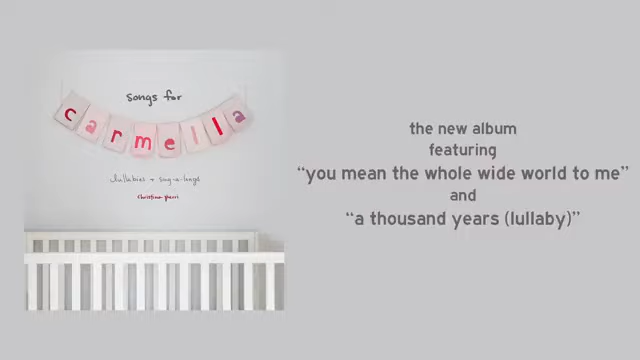 songs for
carmella
lullabies + sing-a-longs
christina perri
the new album
featuring
“you mean the whole wide world to me”
and
“a thousand years (lullaby)”